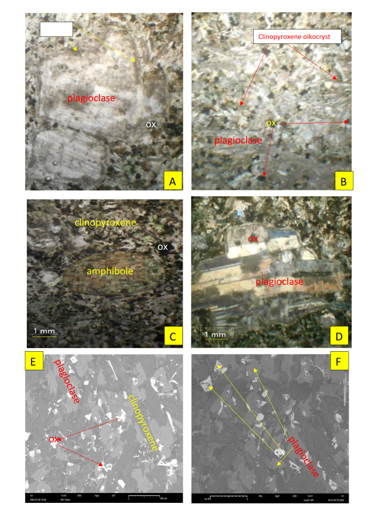 plagioclase
ox
A
Clinopyroxene oikocryst
ox
plagioclase
B
clinopyroxene
ox
amphibole
1 mm
C
ox
plagioclase
1 mm
D
E
plagioclase
clinopyroxene
ox
F
ox
plagioclase